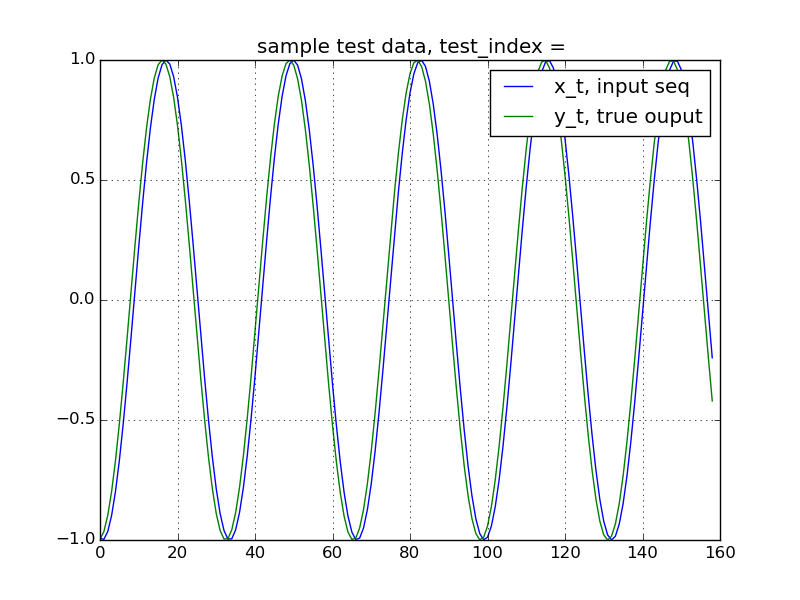 sample test data, test_index =
x_t, input seq
y_t, true ouput
1.0
0.5
0.0
−0.5
−1.0
0 20 40 60 80 100 120 140 160